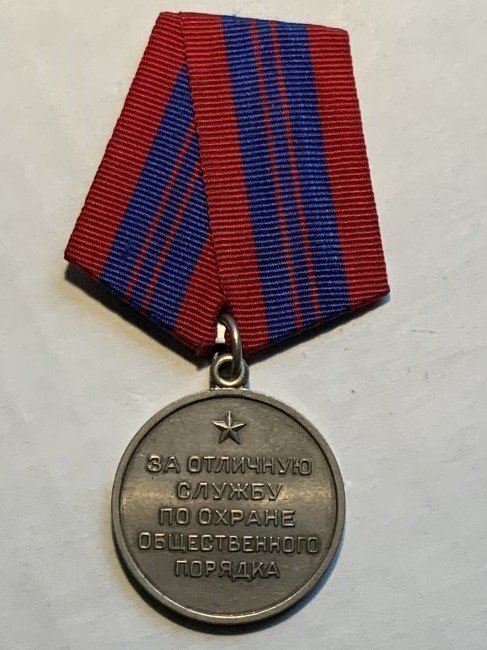 ЗА ОТЛИЧНУЮ
СЛУЖБУ
ПО ОХРАНЕ
ОБЩЕСТВЕННОГО
ПОРЯДКА